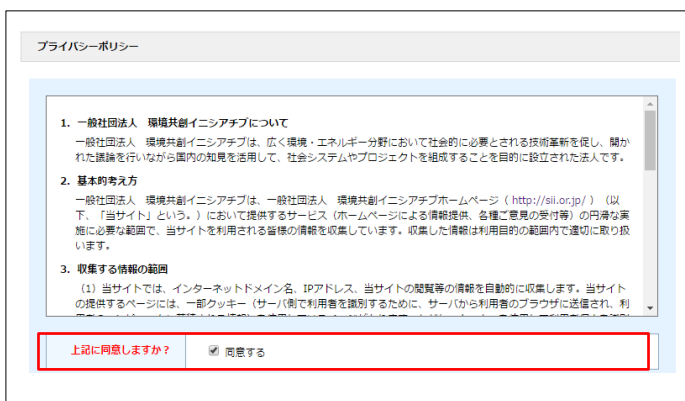 プライバシーポリシー
1. 一般社団法人　環境共創イニシアチブについて
一般社団法人　環境共創イニシアチブは、広く環境・エネルギー分野において社会的に必要とされる技術革新を促し、開か
れた議論を行いながら国内の知見を活用して、社会システムやプロジェクトを組成することを目的に設立された法人です。
2. 基本的考え方
一般社団法人　環境共創イニシアチブは、一般社団法人　環境共創イニシアチブホームページ（ http://sii.or.jp/ ）（以
下、「当サイト」という。）において提供するサービス（ホームページによる情報提供、各種ご意見の受付等）の円滑な実
施に必要な範囲で、当サイトを利用される皆様の情報を収集しています。収集した情報は利用目的の範囲内で適切に取り扱
います。
3. 収集する情報の範囲
（1）当サイトでは、インターネットドメイン名、IPアドレス、当サイトの閲覧等の情報を自動的に収集します。当サイト
の提供するページには、一部クッキー（サーバ側で利用者を識別するために、サーバから利用者のブラウザに送信され、利
上記に同意しますか？
同意する